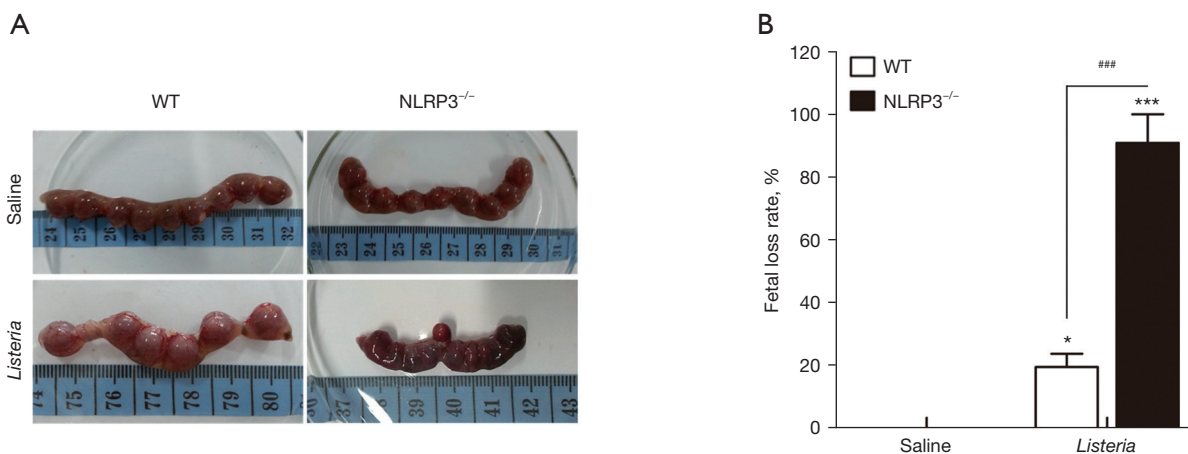 A
B
WT
NLRP3−/−
Saline
24 25 26 28 29 30 31 32
22 23 24 25 26 27 28 29 30 31
Listeria
74 75 76 77 78 79 80
37 38 39 40 41 42 43
Fetal loss rate, %
120
100
80
60
40
20
0
WT
NLRP3−/−
###
***
*
Saline
Listeria